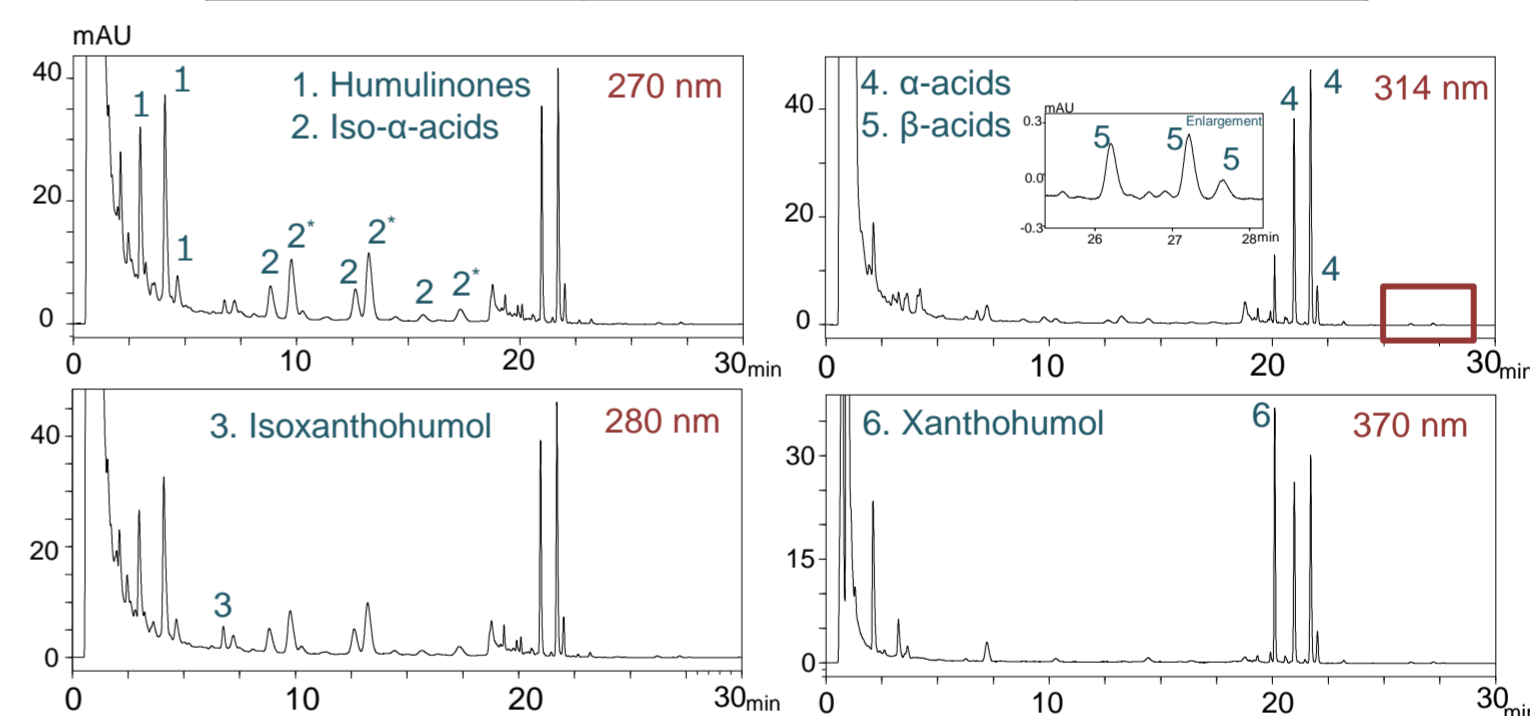 mAU
40
20
0
0
10
20
30min
1. Humulinones
2. Iso-α-acids
270 nm
1
1
1
2
2*
2
2*
2
2*
40
20
0
0
10
20
30min
4. α-acids
5. β-acids
314 nm
4
4
4
mAU
Enlargement
0.3
0.0
-0.3
5
5
5
26
27
28min
40
20
0
0
10
20
30min
3. Isoxanthohumol
280 nm
3
30
15
0
0
10
20
30min
6. Xanthohumol
370 nm
6